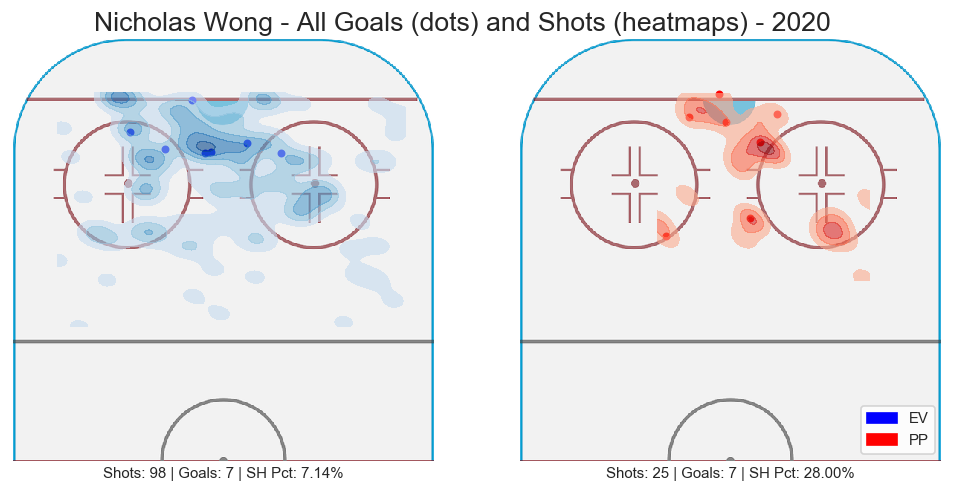 Nicholas Wong - All Goals (dots) and Shots (heatmaps) - 2020
EV
PP
Shots: 98 | Goals: 7 | SH Pct: 7.14%
Shots: 25 | Goals: 7 | SH Pct: 28.00%